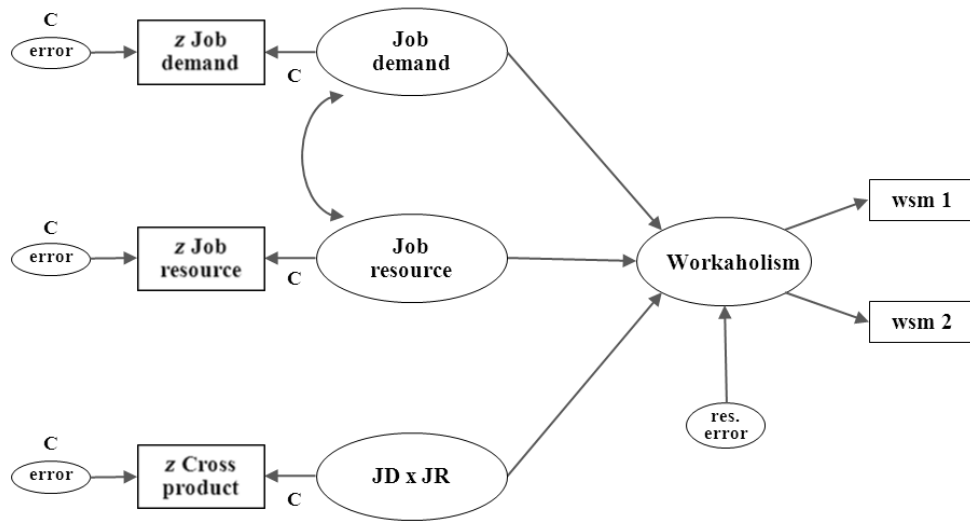 C
error
z Job
demand
C
Job
demand
C
error
z Job
resource
C
Job
resource
Workaholism
wsm 1
wsm 2
res.
error
C
error
z Cross
product
C
JD x JR